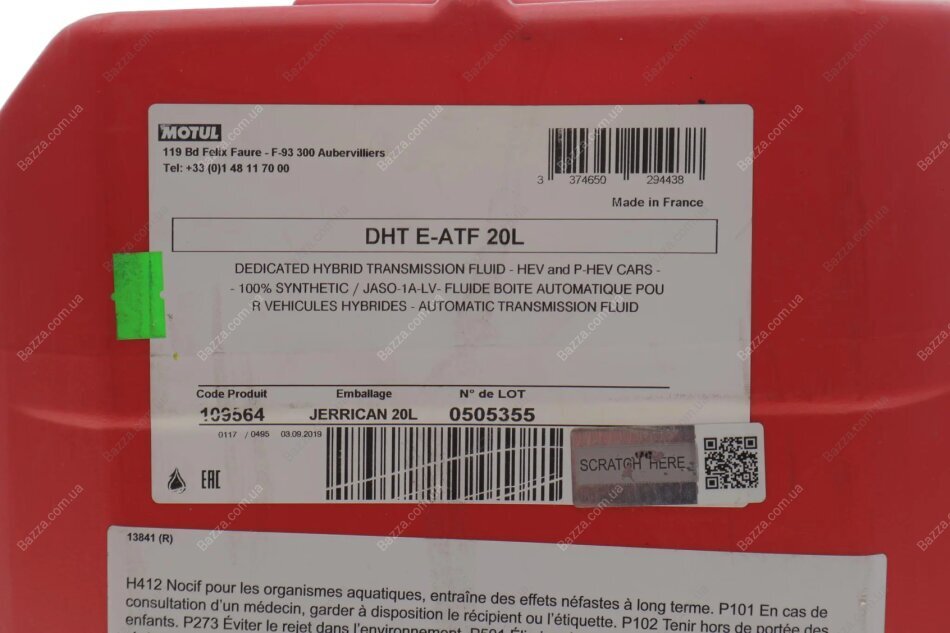 MOTUL
119 Bd Felix Faure - F-93 300 Aubervilliers
Tel: +33 (0)1 48 11 70 00
3 374650 294438
Made in France
DHT E-ATF 20L
DEDICATED HYBRID TRANSMISSION FLUID - HEV and P-HEV CARS -
- 100% SYNTHETIC / JASO-1A-LV- FLUIDE BOITE AUTOMATIQUE POU
R VEHICULES HYBRIDES - AUTOMATIC TRANSMISSION FLUID
Code Produit Emballage N° de LOT
109564 JERRICAN 20L 0505355
0117 / 0495 03.09.2019
EAC
SCRATCH HERE
13841 (R)
H412 Nocif pour les organismes aquatiques, entraîne des effets néfastes à long terme. P101 En cas de
consultation d'un médecin, garder à disposition le récipient ou l'étiquette. P102 Tenir hors de portée des
enfants. P273 Éviter le rejet dans l'environnement. P501
Bazza.com.ua